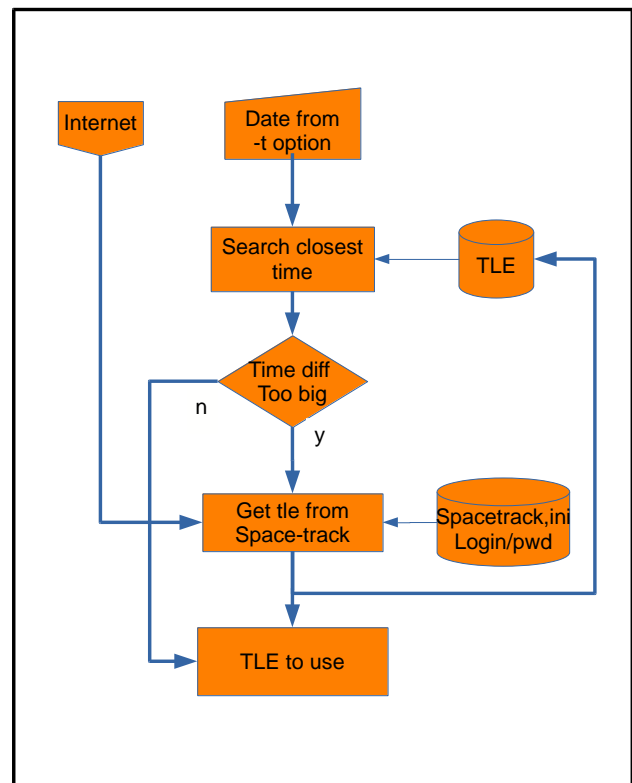 Internet
Date from
-t option
Search closest
time
TLE
Time diff
Too big
n
y
Get tle from
Space-track
Spacetrack,ini
Login/pwd
TLE to use